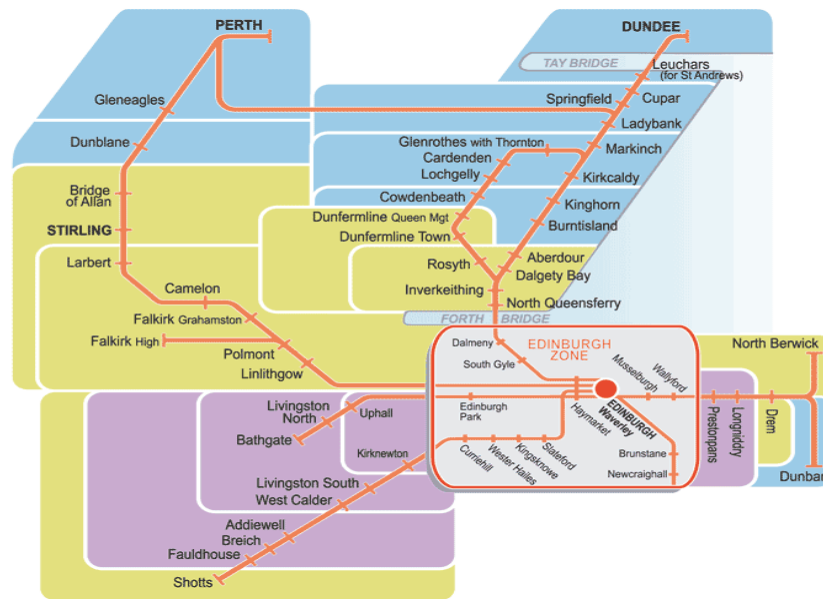 PERTH
DUNDEE
TAY BRIDGE
Leuchars
(for St Andrews)
Gleneagles
Springfield
Cupar
Ladybank
Dunblane
Glenrothes with Thornton
Markinch
Cardenden
Lochgelly
Kirkcaldy
Bridge
of Allan
Cowdenbeath
Kinghorn
Dunfermline Queen Mgt
Burntisland
STIRLING
Dunfermline Town
Larbert
Rosyth
Aberdour
Dalgety Bay
Camelon
Inverkeithing
North Queensferry
Falkirk Grahamston
FORTH BRIDGE
Falkirk High
Polmont
Linlithgow
Dalmeny
EDINBURGH
ZONE
South Gyle
Musselburgh
Wallyford
North Berwick
Livingston
North
Uphall
Edinburgh
Park
Haymarket
EDINBURGH
Waverley
Prestonpans
Longniddry
Drem
Bathgate
Kirknewton
Curriehill
Wester Hailes
Kingsknowe
Slateford
Brunstane
Newcraighall
Dunbar
Livingston South
West Calder
Addiewell
Breich
Fauldhouse
Shotts